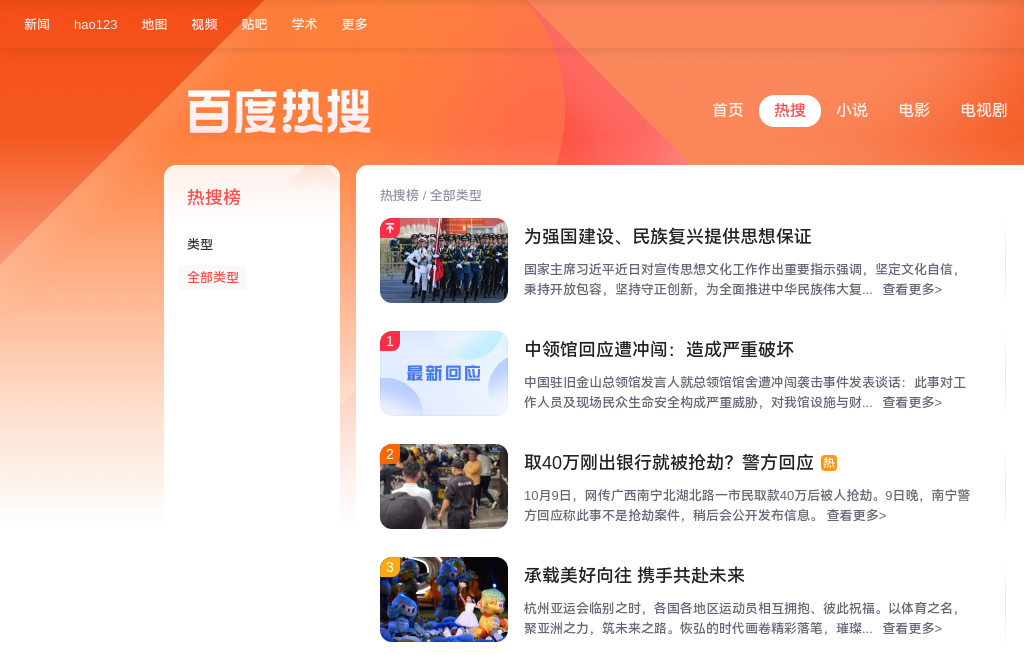 新闻 hao123 地图 视频 贴吧 学术 更多
百度热搜
首页 热搜 小说 电影 电视剧
热搜榜
类型
全部类型
热搜榜 / 全部类型
为强国建设、民族复兴提供思想保证
国家主席习近平近日对宣传思想文化工作作出重要指示强调，坚定文化自信，
秉持开放包容，坚持守正创新，为全面推进中华民族伟大复... 查看更多>
1
最新回应
中领馆回应遭冲闯：造成严重破坏
中国驻旧金山总领馆发言人就总领馆馆舍遭冲闯袭击事件发表谈话：此事对工
作人员及现场民众生命安全构成严重威胁，对我馆设施与财... 查看更多>
2
取40万刚出银行就被抢劫？警方回应 热
10月9日，网传广西南宁北湖北路一市民取款40万后被人抢劫。9日晚，南宁警
方回应称此事不是抢劫案件，稍后会公开发布信息。 查看更多>
3
承载美好向往 携手共赴未来
杭州亚运会临别之时，各国各地区运动员相互拥抱、彼此祝福。以体育之名，
聚亚洲之力，筑未来之路。恢弘的时代画卷精彩落笔，璀璨... 查看更多>